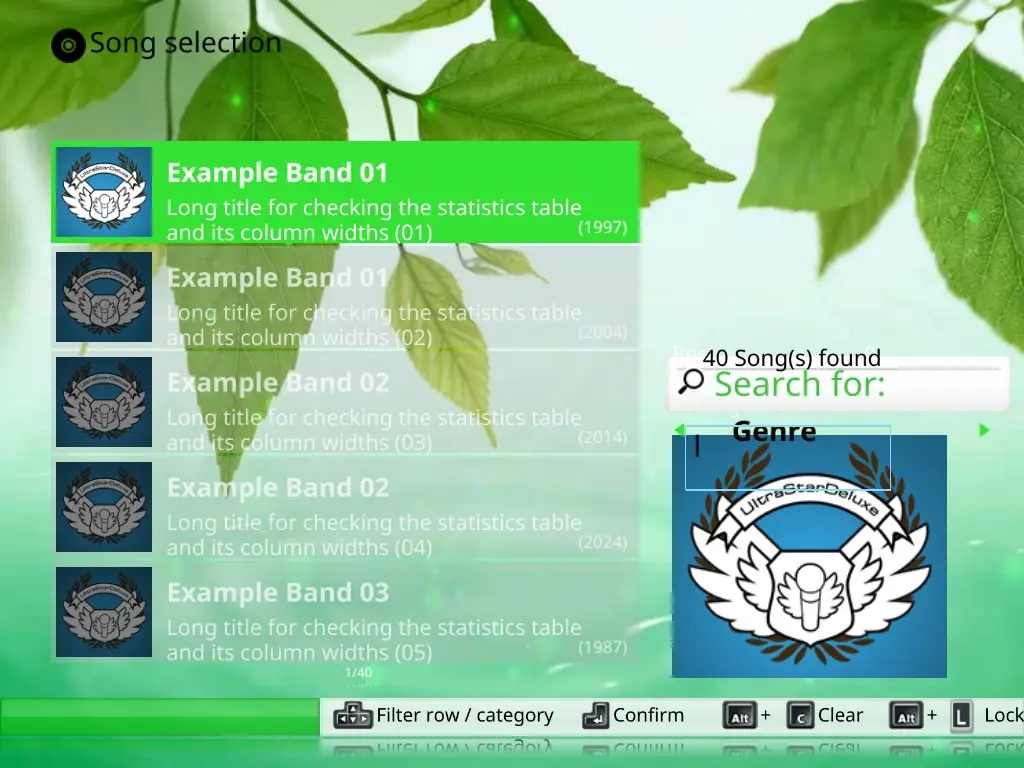 Song selection
Example Band 01
Long title for checking the statistics table
and its column widths (01)
(1997)
Example Band 01
Long title for checking the statistics table
and its column widths (02)
(2004)
Example Band 02
Long title for checking the statistics table
and its column widths (03)
(2014)
Example Band 02
Long title for checking the statistics table
and its column widths (04)
(2024)
Example Band 03
Long title for checking the statistics table
and its column widths (05)
(1987)
1/40
40 Song(s) found
Search for:
Genre
UltraStarDeluxe
Filter row / category
Confirm
Alt + C Clear
Alt + L Lock